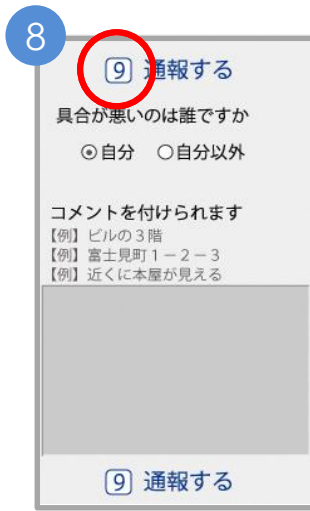 8
9 通報する
具合が悪いのは誰ですか
◉自分 ○自分以外
コメントを付けられます
【例】ビルの3階
【例】富士見町1－2－3
【例】近くに本屋が見える
9 通報する